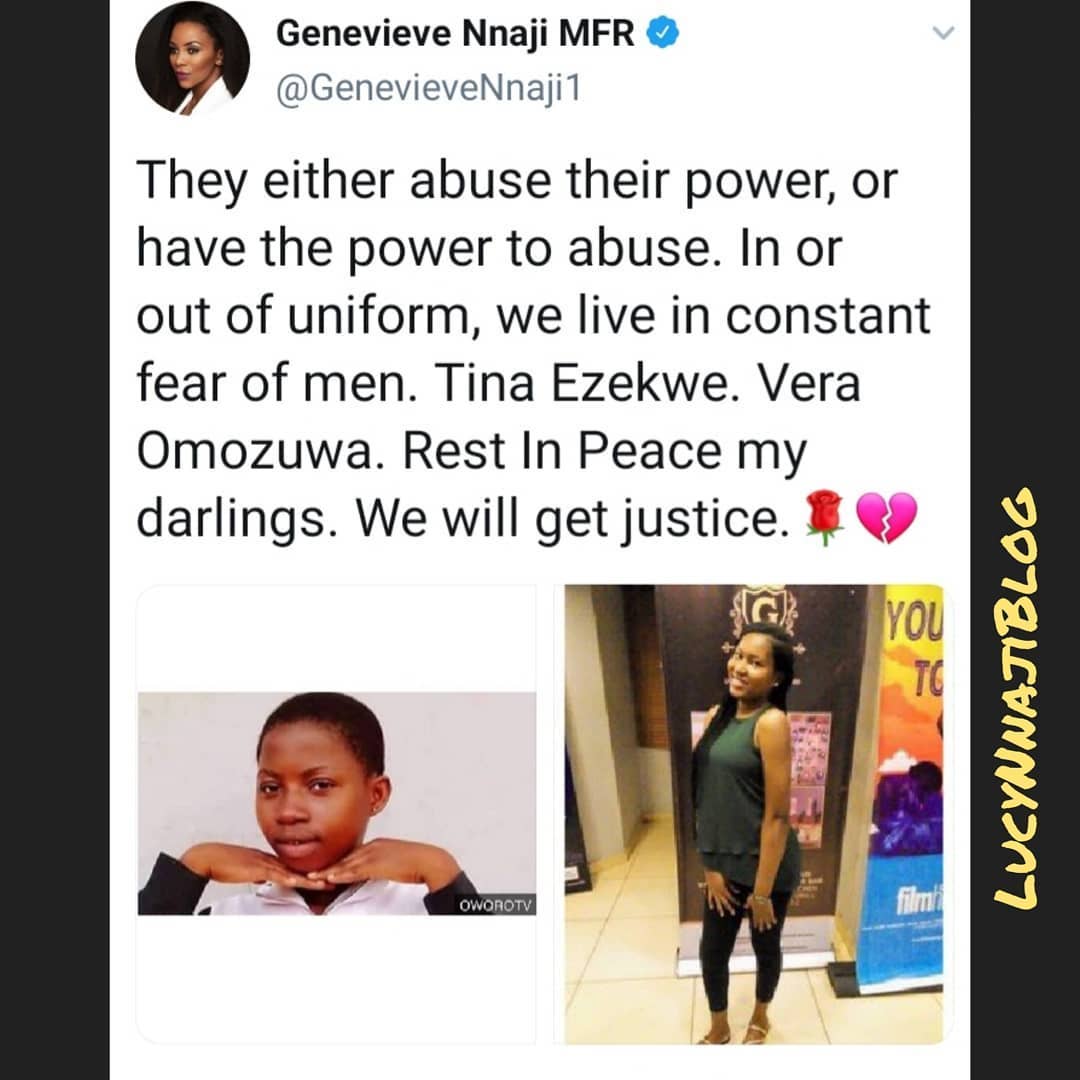 Genevieve Nnaji MFR
@GenevieveNnaji1
They either abuse their power, or
have the power to abuse. In or
out of uniform, we live in constant
fear of men. Tina Ezekwe. Vera
Omozuwa. Rest In Peace my
darlings. We will get justice.🌹💔
OWOROTV
G
YOU
TO
film
LUCYNNAJIBLOG